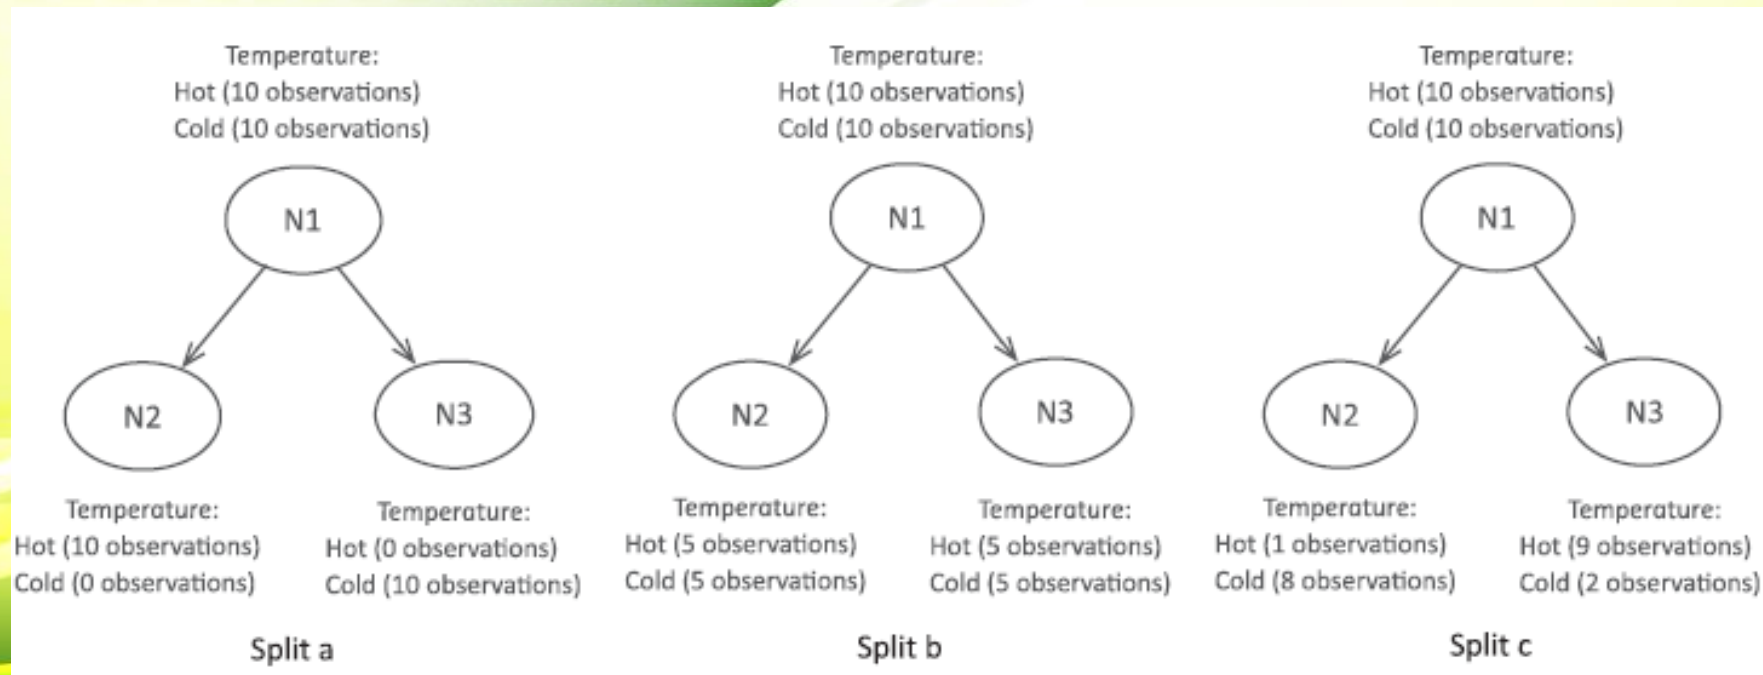 Temperature:
Hot (10 observations)
Cold (10 observations)
N1
N2
N3
Temperature:
Hot (10 observations)
Cold (0 observations)
Temperature:
Hot (0 observations)
Cold (10 observations)
Split a
Temperature:
Hot (10 observations)
Cold (10 observations)
N1
N2
N3
Temperature:
Hot (5 observations)
Cold (5 observations)
Temperature:
Hot (5 observations)
Cold (5 observations)
Split b
Temperature:
Hot (10 observations)
Cold (10 observations)
N1
N2
N3
Temperature:
Hot (1 observations)
Cold (8 observations)
Temperature:
Hot (9 observations)
Cold (2 observations)
Split c